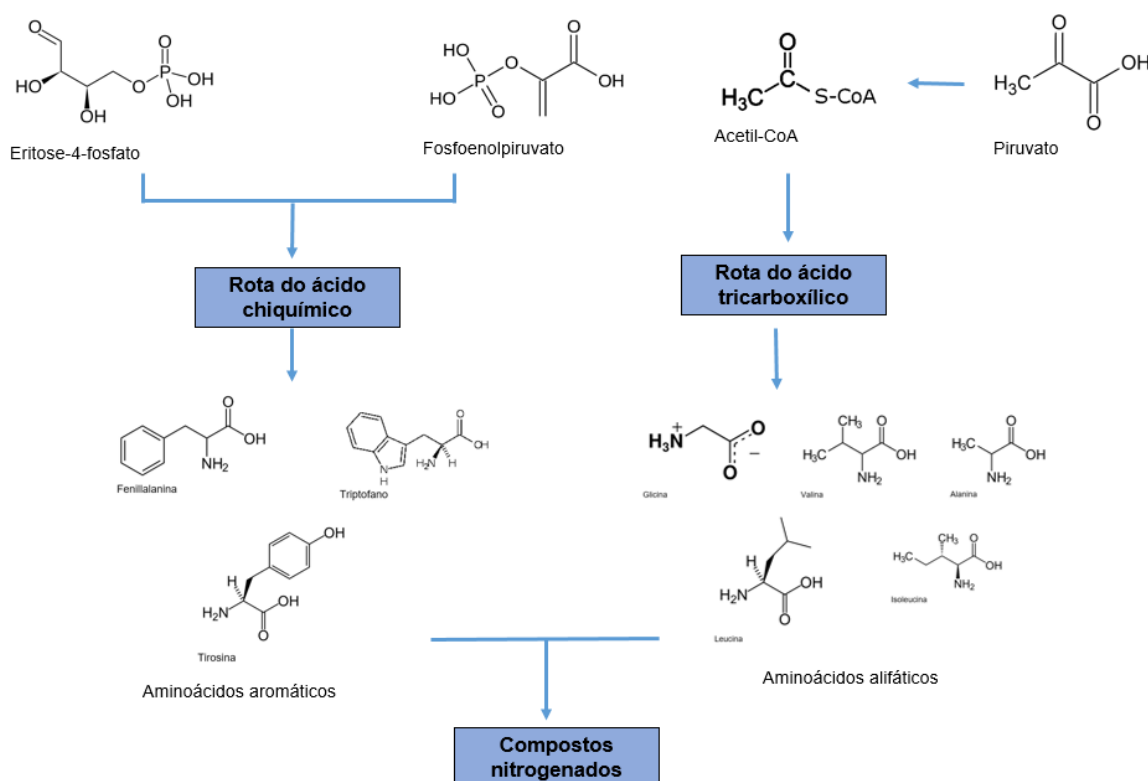 O
O
HO
OH
O
P
OH
OH
Eritose-4-fosfato
HO
HO
P
O
O
O
OH
Fosfoenolpiruvato
O
H₃C
S-CoA
Acetil-CoA
O
H₃C
OH
O
Piruvato
Rota do ácido
chiquímico
Rota do ácido
tricarboxílico
O
OH
NH₂
Fenillalanina
O
OH
H₂N
H
N
H
Triptofano
H₃N
+
O
O
−
Glicina
CH₃
H₃C
O
OH
NH₂
Valina
O
H₃C
OH
NH₂
Alanina
OH
H
H₂N
OH
O
Tirosina
H
H₂N
OH
O
Leucina
CH₃
H₃C
O
OH
NH₂
Isoleucina
Aminoácidos aromáticos
Aminoácidos alifáticos
Compostos
nitrogenados